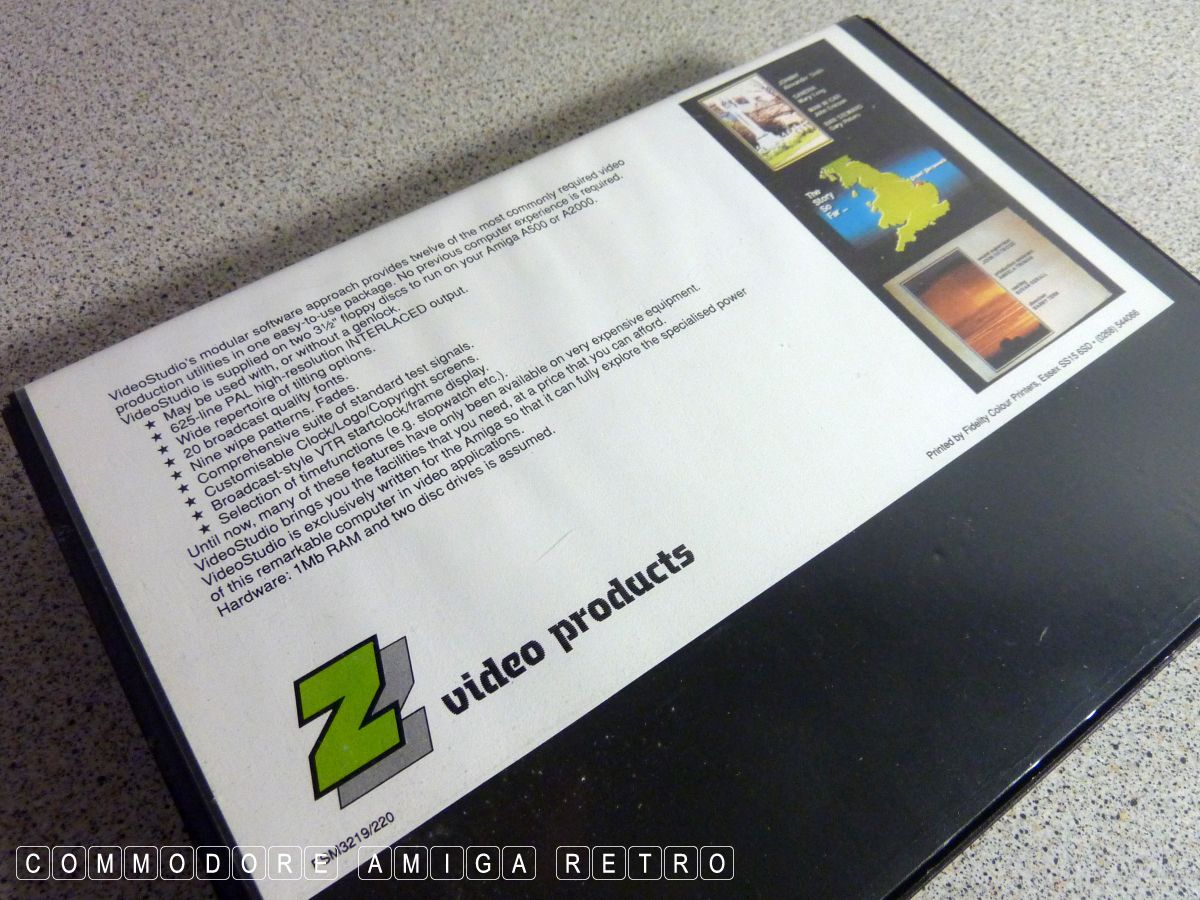 VideoStudio's modular software approach provides twelve of the most commonly required video
production utilities in one easy-to-use package. No previous computer experience is required.
VideoStudio is supplied on two 3½" floppy discs to run on your Amiga A500 or A2000.
★ May be used with, or without a genlock.
★ 625-line PAL high-resolution INTERLACED output.
★ Wide repertoire of tilting options.
★ 20 broadcast quality fonts.
★ Nine wipe patterns, Fades.
★ Comprehensive suite of standard test signals.
★ Customisable Clock/Logo/Copyright screens.
★ Broadcast-style VTR startclock/frame display.
★ Selection of timefunctions (e.g. stopwatch etc.).
Until now, many of these features have only been available on very expensive equipment.
VideoStudio brings you the facilities that you need, at a price that you can afford.
VideoStudio is exclusively written for the Amiga so that it can fully explore the specialised power
of this remarkable computer in video applications.
Hardware: 1Mb RAM and two disc drives is assumed.
The
Story
So
Far
Printed by Fidelity Colour Printers, Essex SS15 6SD • (0268) 544066
Z video products
SM3219/220
COMMODORE AMIGA RETRO